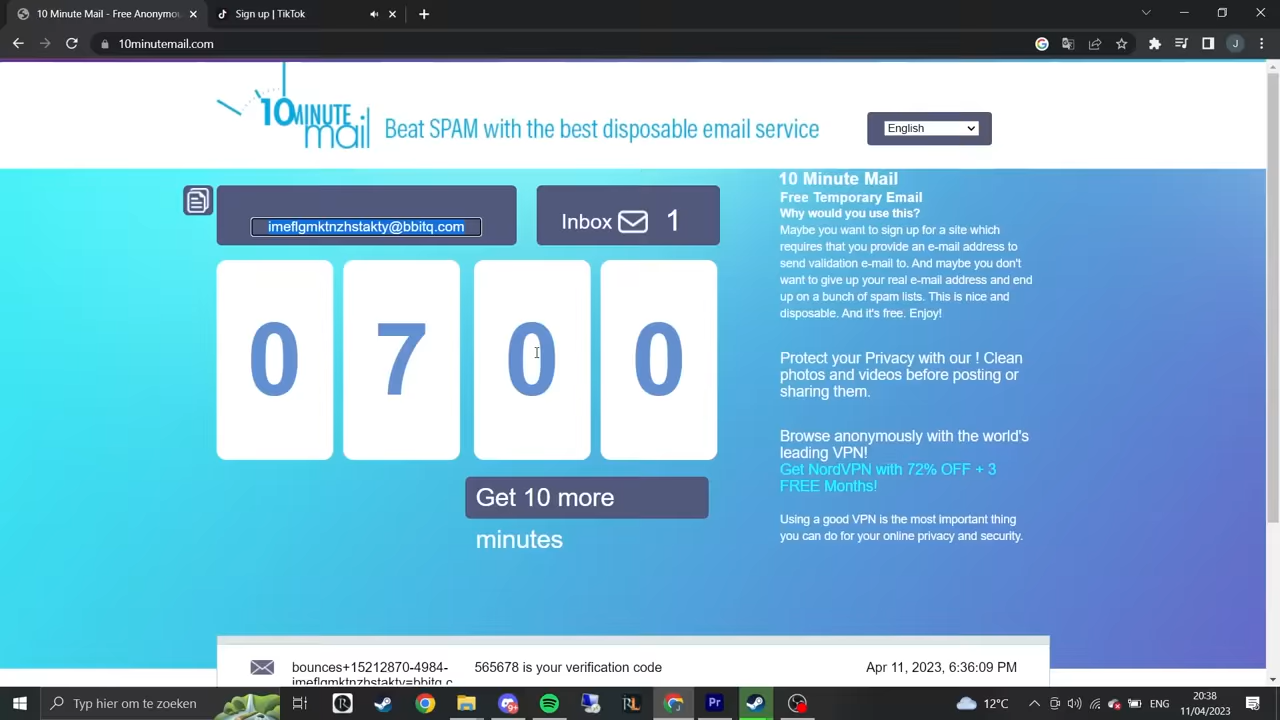 10 Minute Mail - Free Anonymou
Sign up | TikTok
10minutemail.com
J
10MINUTE
mail
Beat SPAM with the best disposable email service
English
imeflgmktnzhstakty@bbitq.com
Inbox 1
0 7 0 0
Get 10 more
minutes
10 Minute Mail
Free Temporary Email
Why would you use this?
Maybe you want to sign up for a site which
requires that you provide an e-mail address to
send validation e-mail to. And maybe you don't
want to give up your real e-mail address and end
up on a bunch of spam lists. This is nice and
disposable. And it's free. Enjoy!
Protect your Privacy with our ! Clean
photos and videos before posting or
sharing them.
Browse anonymously with the world's
leading VPN!
Get NordVPN with 72% OFF + 3
FREE Months!
Using a good VPN is the most important thing
you can do for your online privacy and security.
bounces+15212870-4984-
imeflgmktnzhstakty=bbitq.c
565678 is your verification code
Apr 11, 2023, 6:36:09 PM
Typ hier om te zoeken
R
RL
Pr
12°C
ENG
20:38
11/04/2023